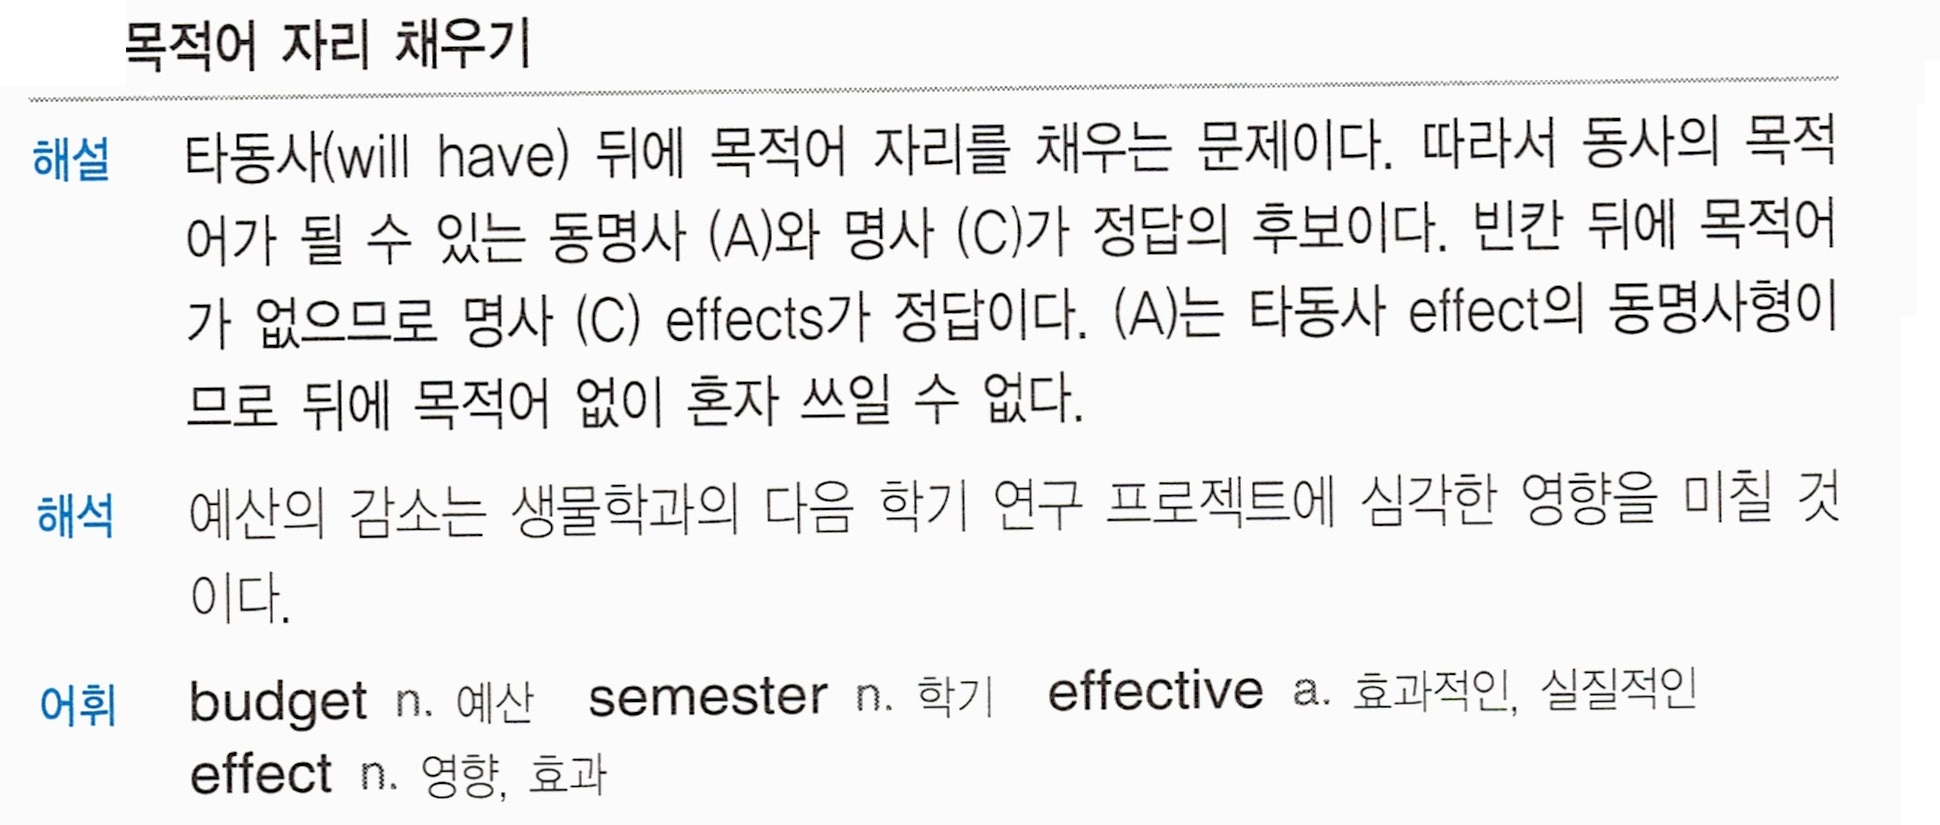 목적어 자리 채우기
해설 타동사(will have) 뒤에 목적어 자리를 채우는 문제이다. 따라서 동사의 목적
어가 될 수 있는 동명사 (A)와 명사 (C)가 정답의 후보이다. 빈칸 뒤에 목적어
가 없으므로 명사 (C) effects가 정답이다. (A)는 타동사 effect의 동명사형이
므로 뒤에 목적어 없이 혼자 쓰일 수 없다.
해석 예산의 감소는 생물학과의 다음 학기 연구 프로젝트에 심각한 영향을 미칠 것
이다.
어휘 budget n. 예산 semester n. 학기 effective a. 효과적인, 실질적인
effect n. 영향, 효과